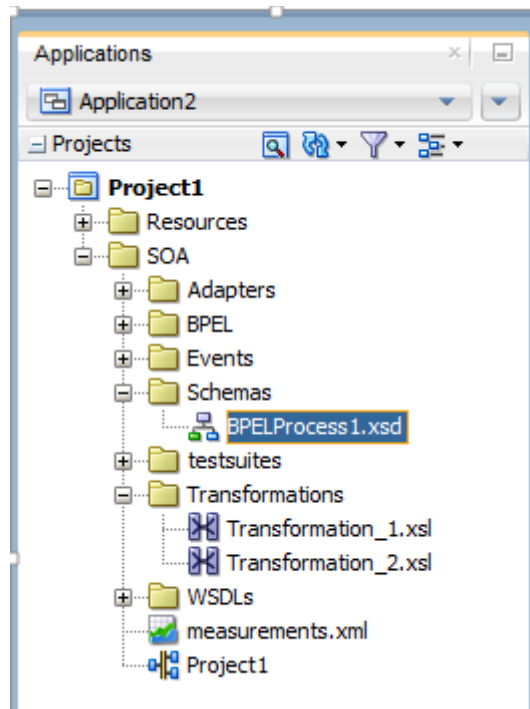 Applications
Application2
Projects
Project1
Resources
SOA
Adapters
BPEL
Events
Schemas
BPELProcess1.xsd
testsuites
Transformations
Transformation_1.xsl
Transformation_2.xsl
WSDLs
measurements.xml
Project1